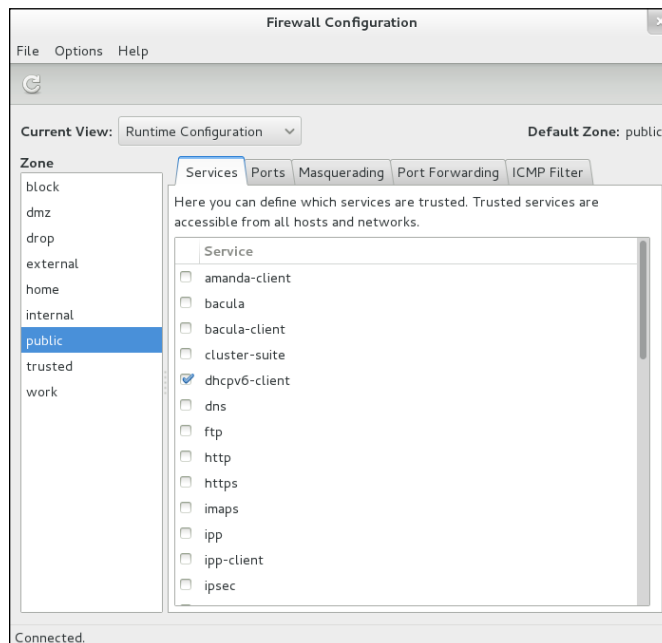 Firewall Configuration
File Options Help
Current View: Runtime Configuration Default Zone: public
Zone
block
dmz
drop
external
home
internal
public
trusted
work
Services Ports Masquerading Port Forwarding ICMP Filter
Here you can define which services are trusted. Trusted services are
accessible from all hosts and networks.
Service
amanda-client
bacula
bacula-client
cluster-suite
dhcpv6-client
dns
ftp
http
https
imaps
ipp
ipp-client
ipsec
Connected.